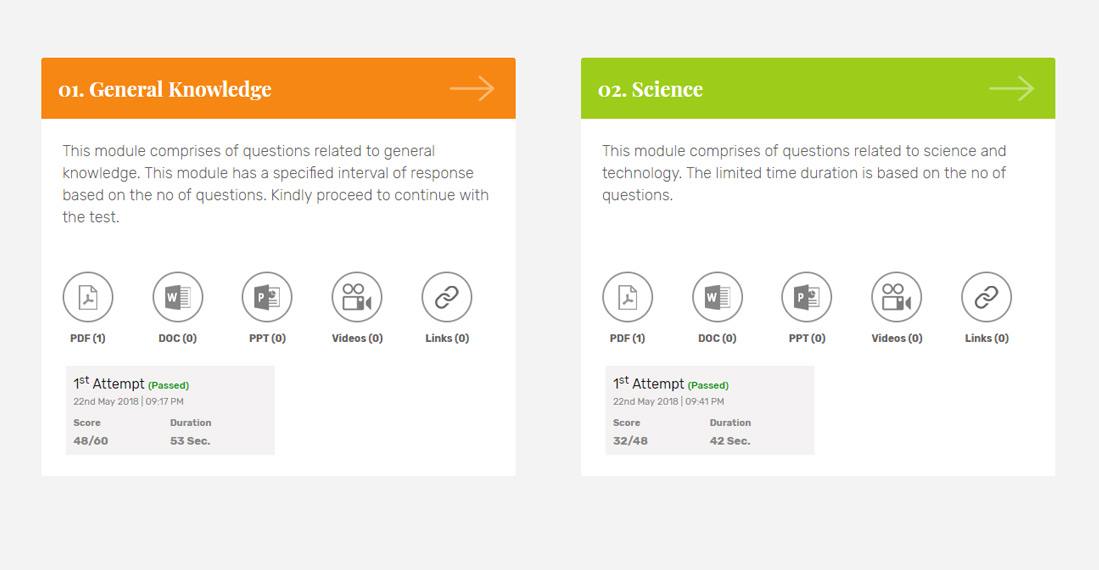 01. General Knowledge
This module comprises of questions related to general
knowledge. This module has a specified interval of response
based on the no of questions. Kindly proceed to continue with
the test.
PDF (1) DOC (0) PPT (0) Videos (0) Links (0)
1st Attempt (Passed)
22nd May 2018 | 09:17 PM
Score Duration
48/60 53 Sec.
02. Science
This module comprises of questions related to science and
technology. The limited time duration is based on the no of
questions.
PDF (1) DOC (0) PPT (0) Videos (0) Links (0)
1st Attempt (Passed)
22nd May 2018 | 09:41 PM
Score Duration
32/48 42 Sec.